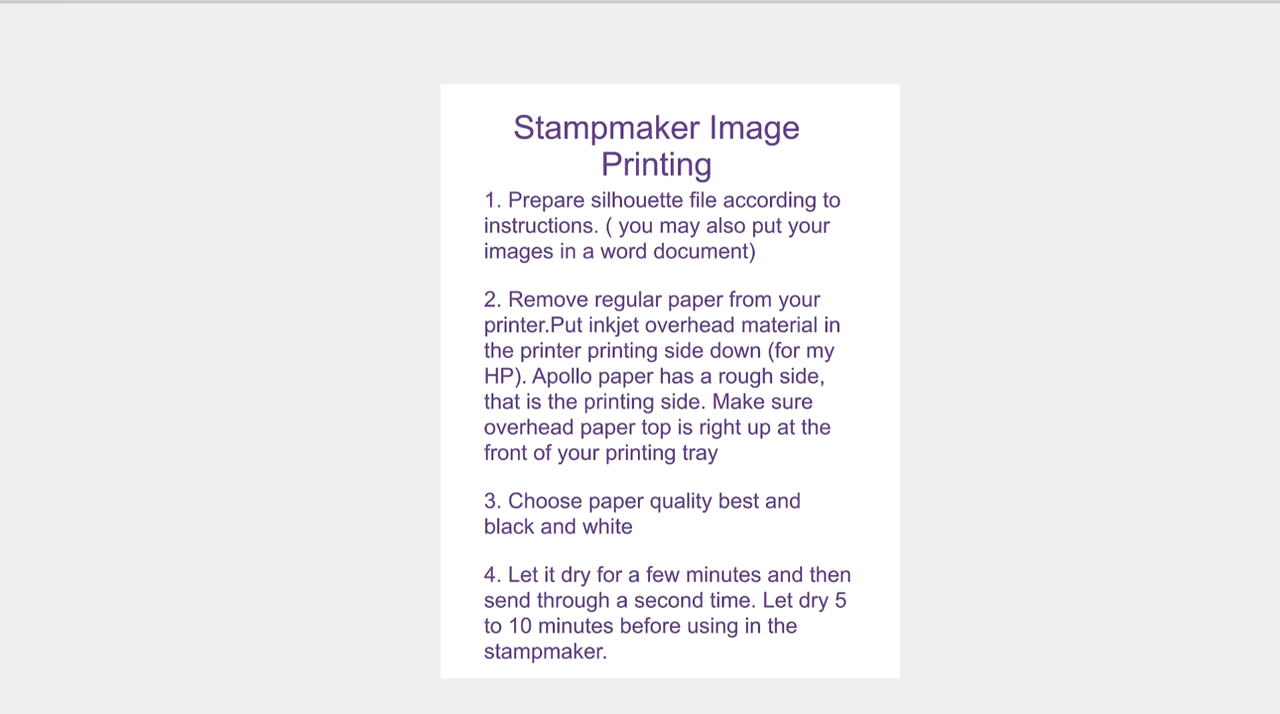 Stampmaker Image
Printing
1. Prepare silhouette file according to
instructions. ( you may also put your
images in a word document)
2. Remove regular paper from your
printer.Put inkjet overhead material in
the printer printing side down (for my
HP). Apollo paper has a rough side,
that is the printing side. Make sure
overhead paper top is right up at the
front of your printing tray
3. Choose paper quality best and
black and white
4. Let it dry for a few minutes and then
send through a second time. Let dry 5
to 10 minutes before using in the
stampmaker.